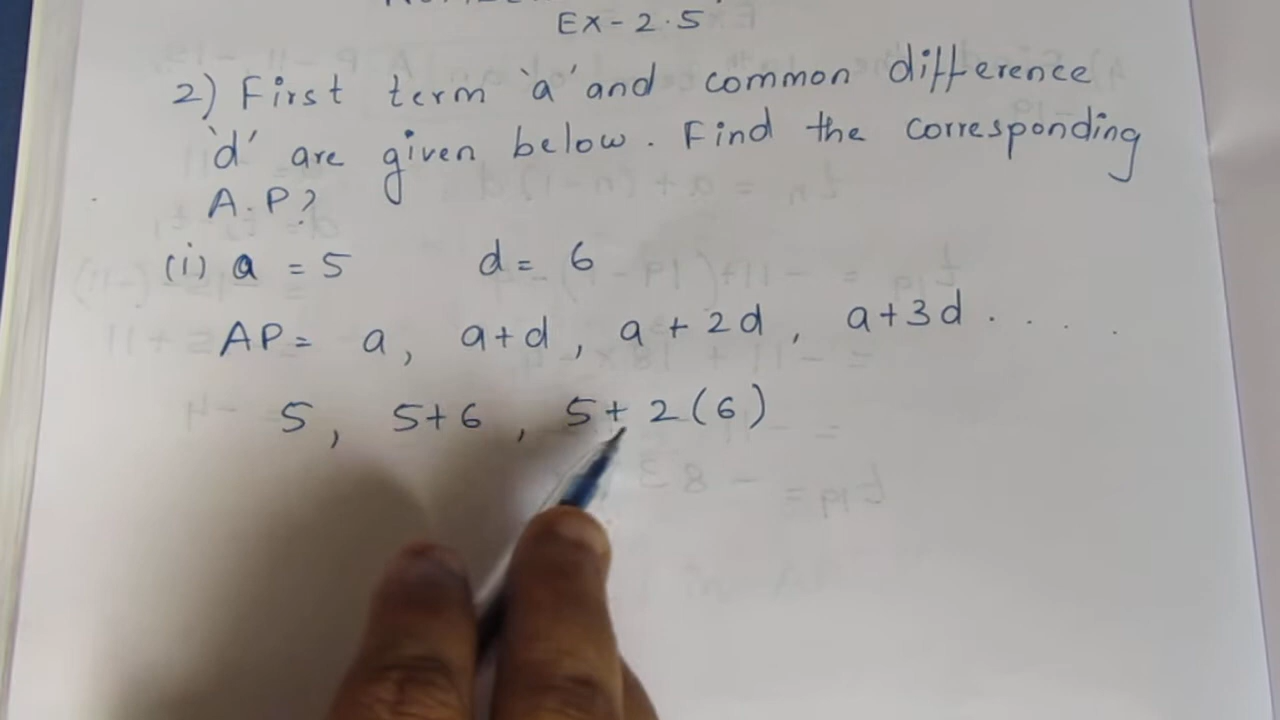 Ex - 2.5
2) First term 'a' and common difference
'd' are given below. Find the corresponding
A.P?
(i) a = 5 d = 6
AP = a, a+d, a + 2d, a+3d . . . .
5, 5+6, 5+ 2(6)